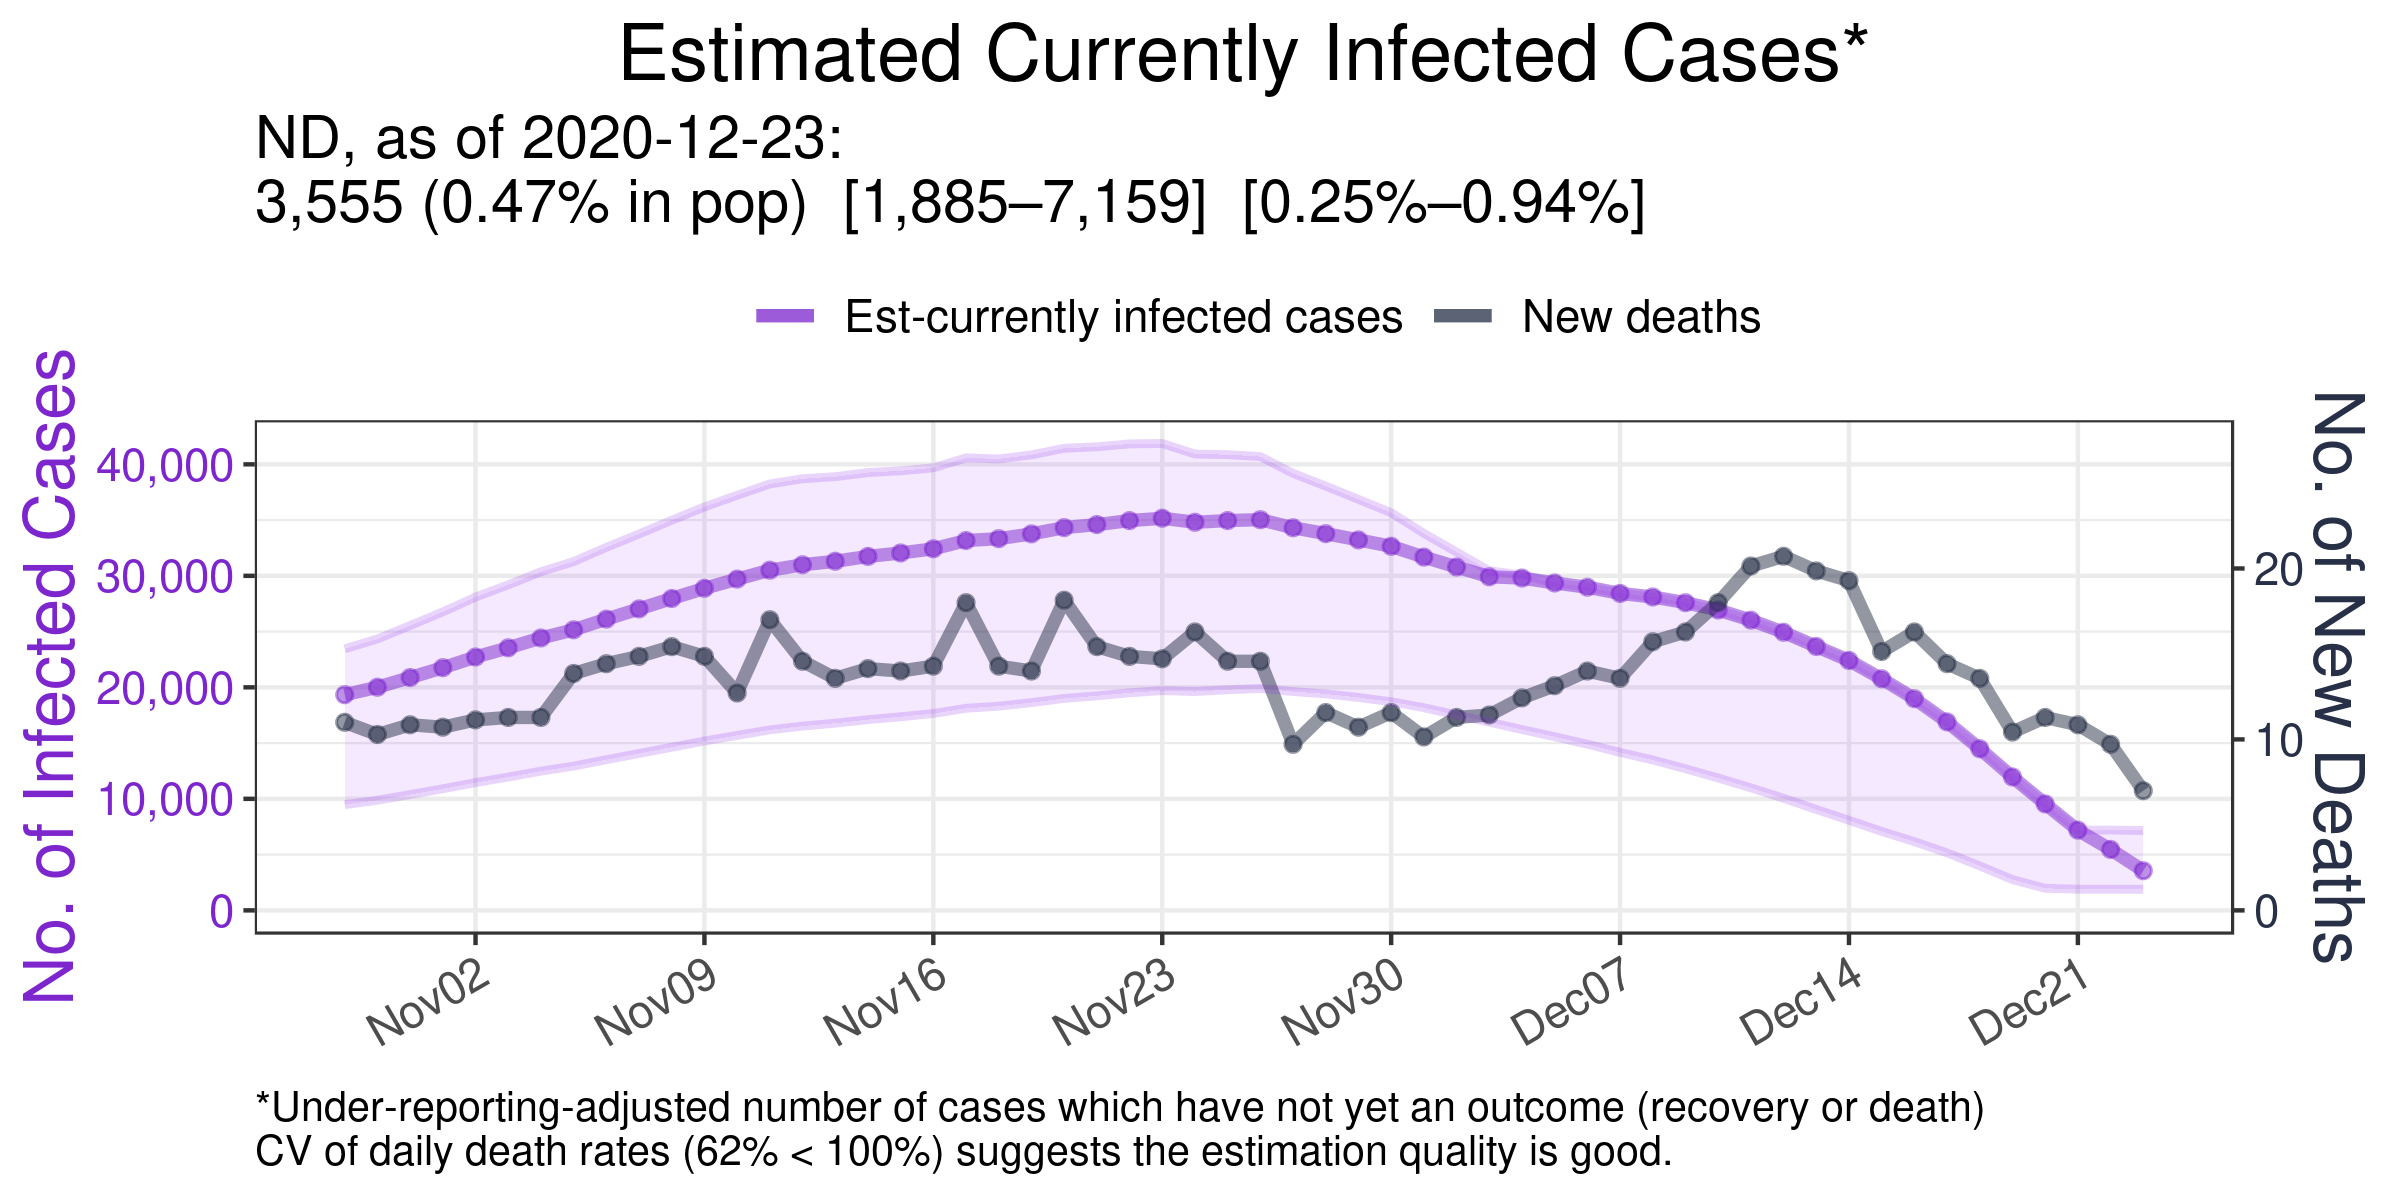 Estimated Currently Infected Cases*
ND, as of 2020-12-23:
3,555 (0.47% in pop)  [1,885–7,159]  [0.25%–0.94%]
Est-currently infected cases
New deaths
No. of Infected Cases
40,000
30,000
20,000
10,000
0
No. of New Deaths
20
10
0
Nov02
Nov09
Nov16
Nov23
Nov30
Dec07
Dec14
Dec21
*Under-reporting-adjusted number of cases which have not yet an outcome (recovery or death)
CV of daily death rates (62% < 100%) suggests the estimation quality is good.